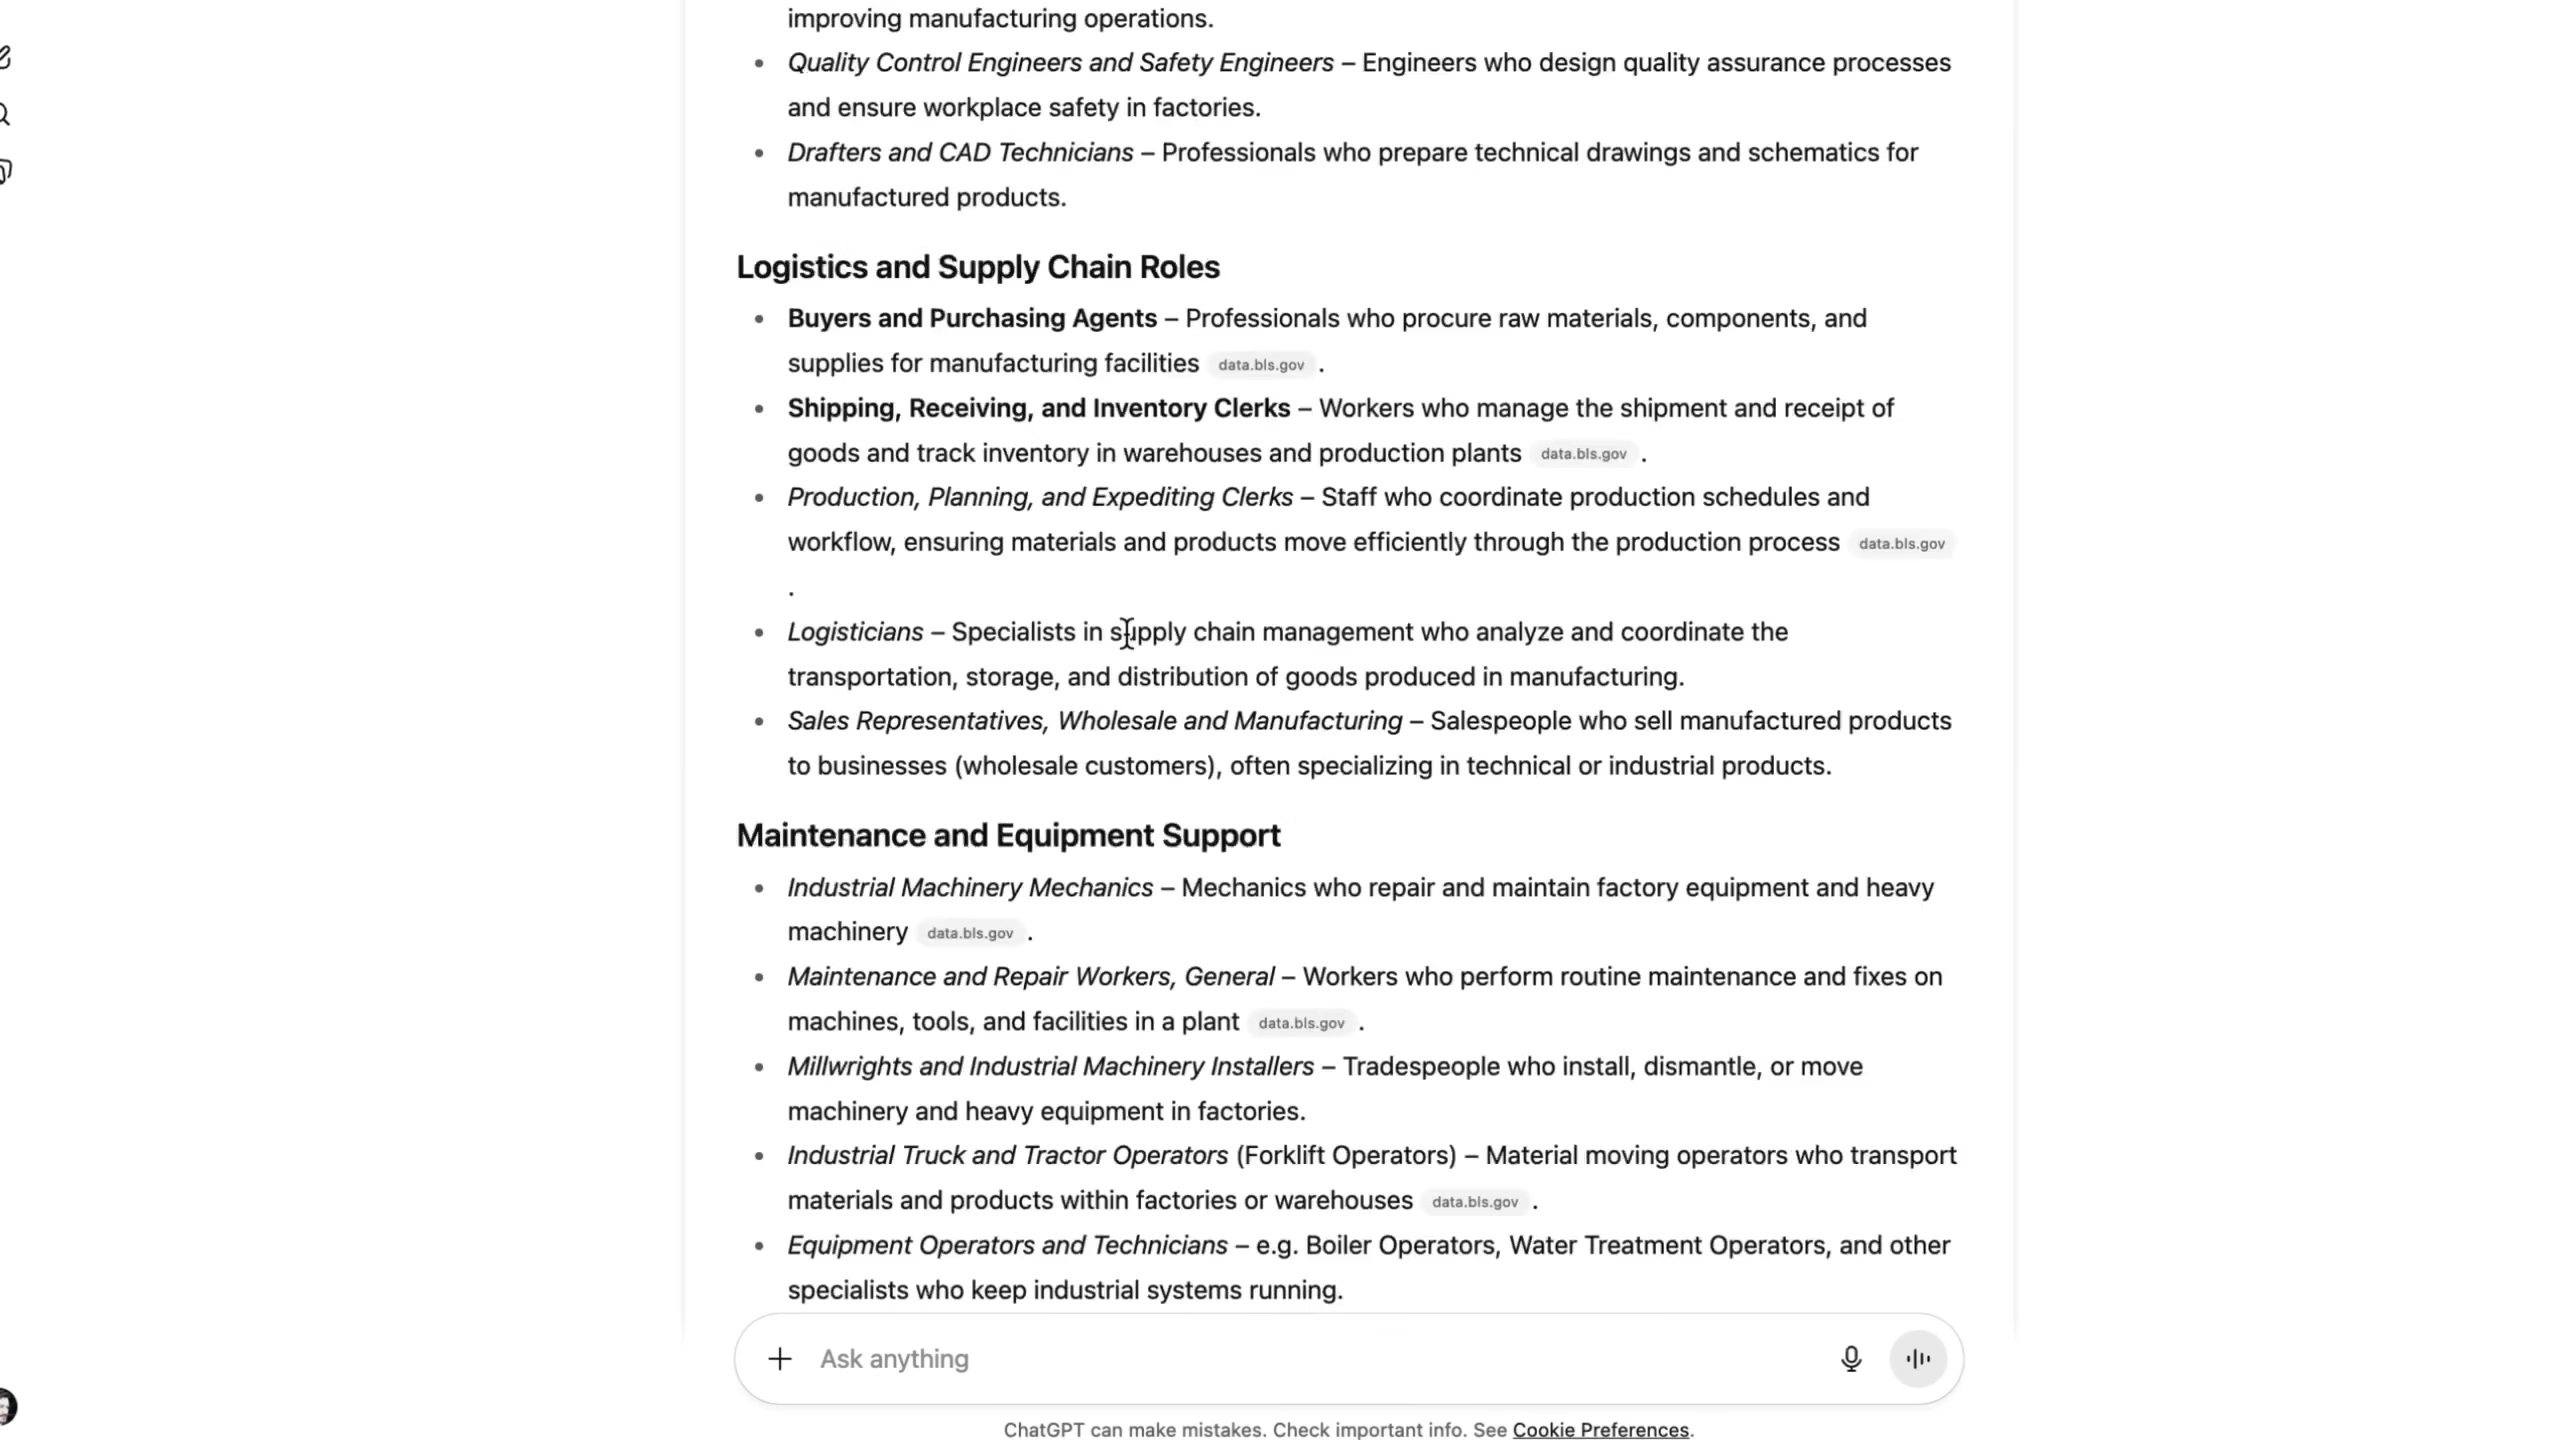 improving manufacturing operations.
• Quality Control Engineers and Safety Engineers – Engineers who design quality assurance processes
and ensure workplace safety in factories.
• Drafters and CAD Technicians – Professionals who prepare technical drawings and schematics for
manufactured products.
Logistics and Supply Chain Roles
• Buyers and Purchasing Agents – Professionals who procure raw materials, components, and
supplies for manufacturing facilities data.bls.gov .
• Shipping, Receiving, and Inventory Clerks – Workers who manage the shipment and receipt of
goods and track inventory in warehouses and production plants data.bls.gov .
• Production, Planning, and Expediting Clerks – Staff who coordinate production schedules and
workflow, ensuring materials and products move efficiently through the production process data.bls.gov
.
• Logisticians – Specialists in supply chain management who analyze and coordinate the
transportation, storage, and distribution of goods produced in manufacturing.
• Sales Representatives, Wholesale and Manufacturing – Salespeople who sell manufactured products
to businesses (wholesale customers), often specializing in technical or industrial products.
Maintenance and Equipment Support
• Industrial Machinery Mechanics – Mechanics who repair and maintain factory equipment and heavy
machinery data.bls.gov .
• Maintenance and Repair Workers, General – Workers who perform routine maintenance and fixes on
machines, tools, and facilities in a plant data.bls.gov .
• Millwrights and Industrial Machinery Installers – Tradespeople who install, dismantle, or move
machinery and heavy equipment in factories.
• Industrial Truck and Tractor Operators (Forklift Operators) – Material moving operators who transport
materials and products within factories or warehouses data.bls.gov .
• Equipment Operators and Technicians – e.g. Boiler Operators, Water Treatment Operators, and other
specialists who keep industrial systems running.
Ask anything
ChatGPT can make mistakes. Check important info. See Cookie Preferences.